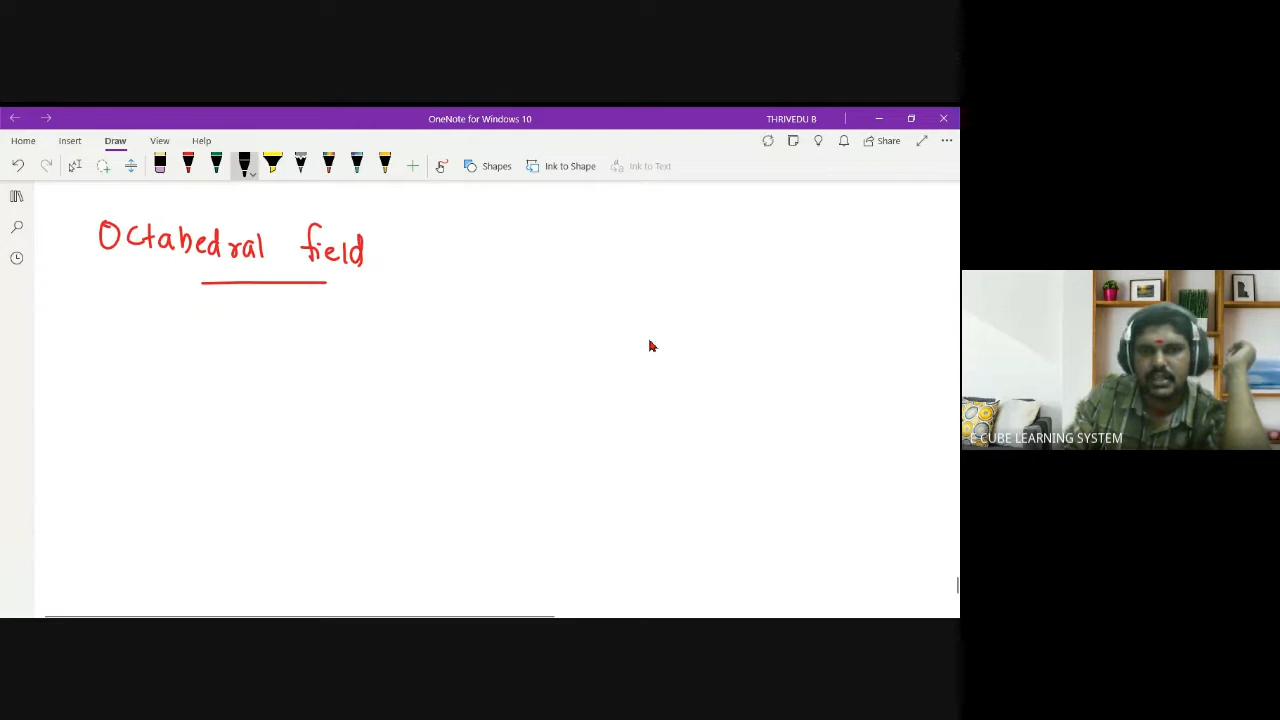 OneNote for Windows 10
THRIVEDU B
Home Insert Draw View Help
Share
Shapes Ink to Shape Ink to Text
Octahedral field
E CUBE LEARNING SYSTEM